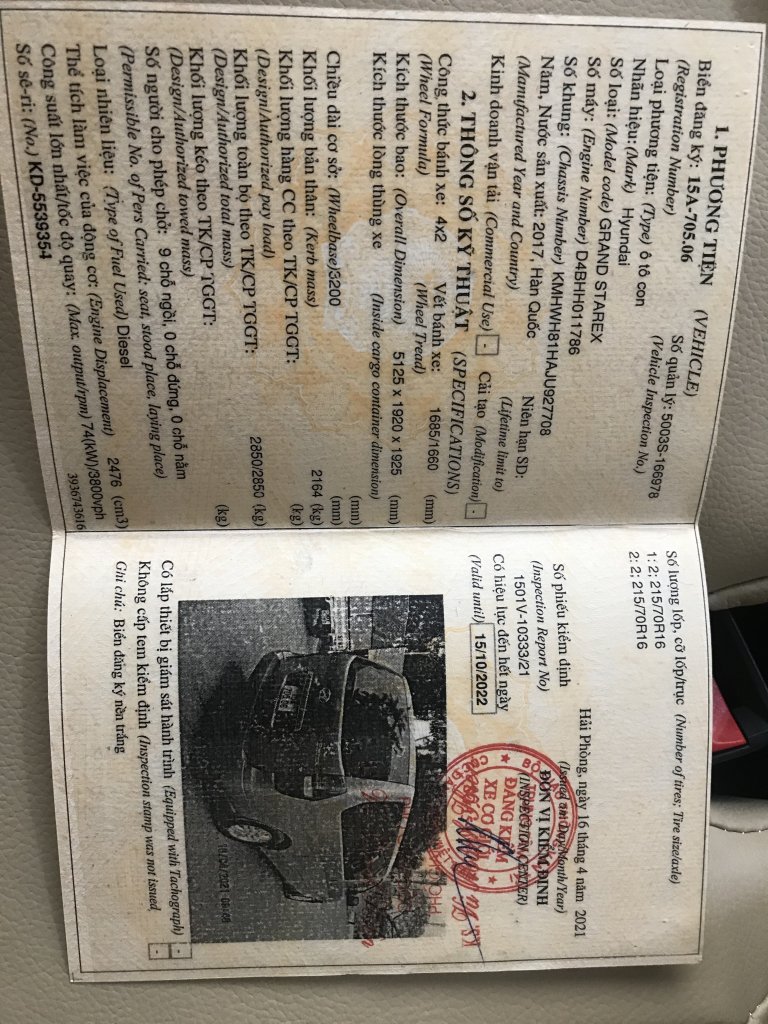 1. PHƯƠNG TIỆN (VEHICLE)
Biển đăng ký: 15A-705.06 Số quản lý: 5003S-166978
(Registration Number) (Vehicle Inspection No.)
Loại phương tiện: (Type) ô tô con
Nhãn hiệu: (Mark) Hyundai
Số loại: (Model code) GRAND STAREX
Số máy: (Engine Number) D4BHH011786
Số khung: (Chassis Number) KMHWH81HAJU927708
Năm, Nước sản xuất: 2017, Hàn Quốc Niên hạn SD:
(Manufactured Year and Country) (Lifetime limit to)
Kinh doanh vận tải (Commercial Use) - Cải tạo (Modification) -
2. THÔNG SỐ KỸ THUẬT (SPECIFICATIONS)
Công thức bánh xe: 4x2 Vết bánh xe: 1685/1660 (mm)
(Wheel Formula) (Wheel Tread)
Kích thước bao: (Overall Dimension) 5125 x 1920 x 1925 (mm)
Kích thước lòng thùng xe (Inside cargo container dimension)
(mm)
Chiều dài cơ sở: (Wheelbase)3200 (mm)
Khối lượng bản thân: (Kerb mass) 2164 (kg)
Khối lượng hàng CC theo TK/CP TGGT: (kg)
(Design/Authorized pay load)
Khối lượng toàn bộ theo TK/CP TGGT: 2850/2850 (kg)
(Design/Authorized total mass)
Khối lượng kéo theo TK/CP TGGT: (kg)
(Design/Authorized towed mass)
Số người cho phép chở: 9 chỗ ngồi, 0 chỗ đứng, 0 chỗ nằm
(Permissible No. of Pers Carried: seat, stood place, laying place)
Loại nhiên liệu: (Type of Fuel Used) Diesel
Thể tích làm việc của động cơ: (Engine Displacement) 2476 (cm3)
Công suất lớn nhất/tốc độ quay: (Max. output/rpm) 74(kW)/3800vph
Số sê-ri: (No.) KD-5539354 3936743616
Số lượng lốp, cỡ lốp/trục (Number of tires; Tire size/axle)
1: 2; 215/70R16
2: 2; 215/70R16
Hải Phòng, ngày 16 tháng 4 năm 2021
(Issued on: Day/Month/Year)
Số phiếu kiểm định ĐƠN VỊ KIỂM ĐỊNH
(Inspection Report No) (INSPECTION CENTER)
1501V-10333/21
Có hiệu lực đến hết ngày
(Valid until) 15/10/2022
ĐĂNG KIỂM
XE CƠ
Có lắp thiết bị giám sát hành trình (Equipped with Tachograph) -
Không cấp tem kiểm định (Inspection stamp was not issued) -
Ghi chú: Biển đăng ký nền trắng